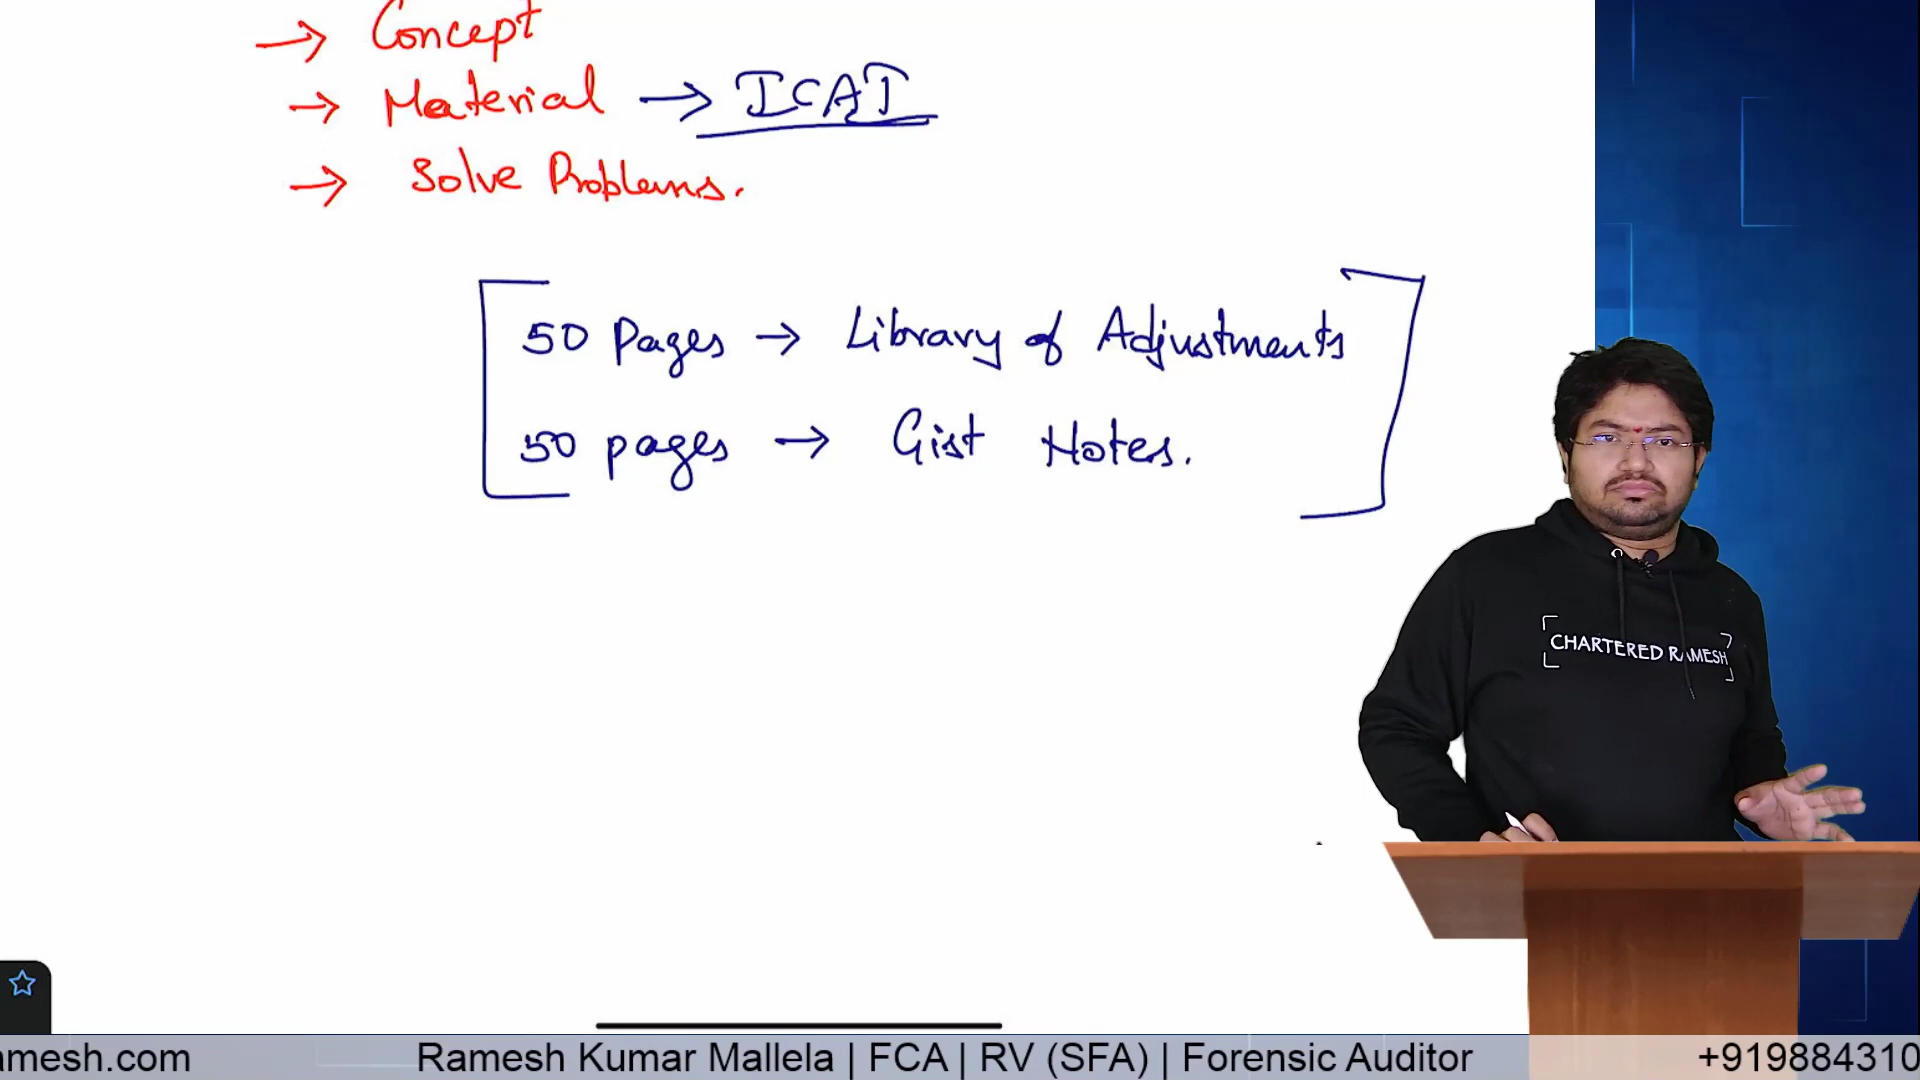 → Concept
→ Material → ICAI
→ Solve Problems.
50 Pages → Library of Adjustments
50 pages → Gist Notes.
CHARTERED RAMESH
amesh.com
Ramesh Kumar Mallela | FCA | RV (SFA) | Forensic Auditor
+919884310